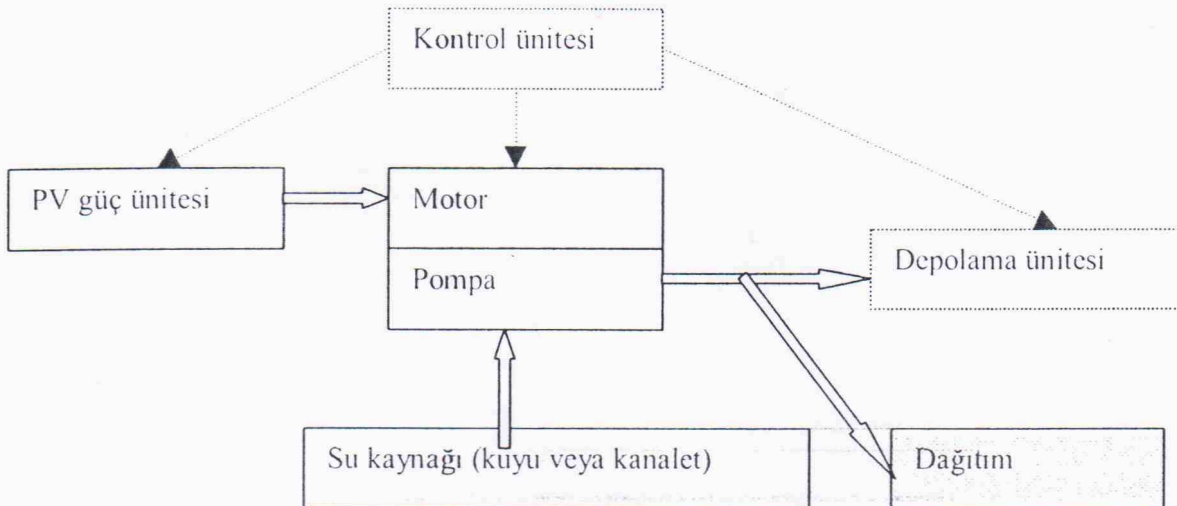 Kontrol ünitesi
PV güç ünitesi
Motor
Pompa
Depolama ünitesi
Su kaynağı (kuyu veya kanalet)
Dağıtım